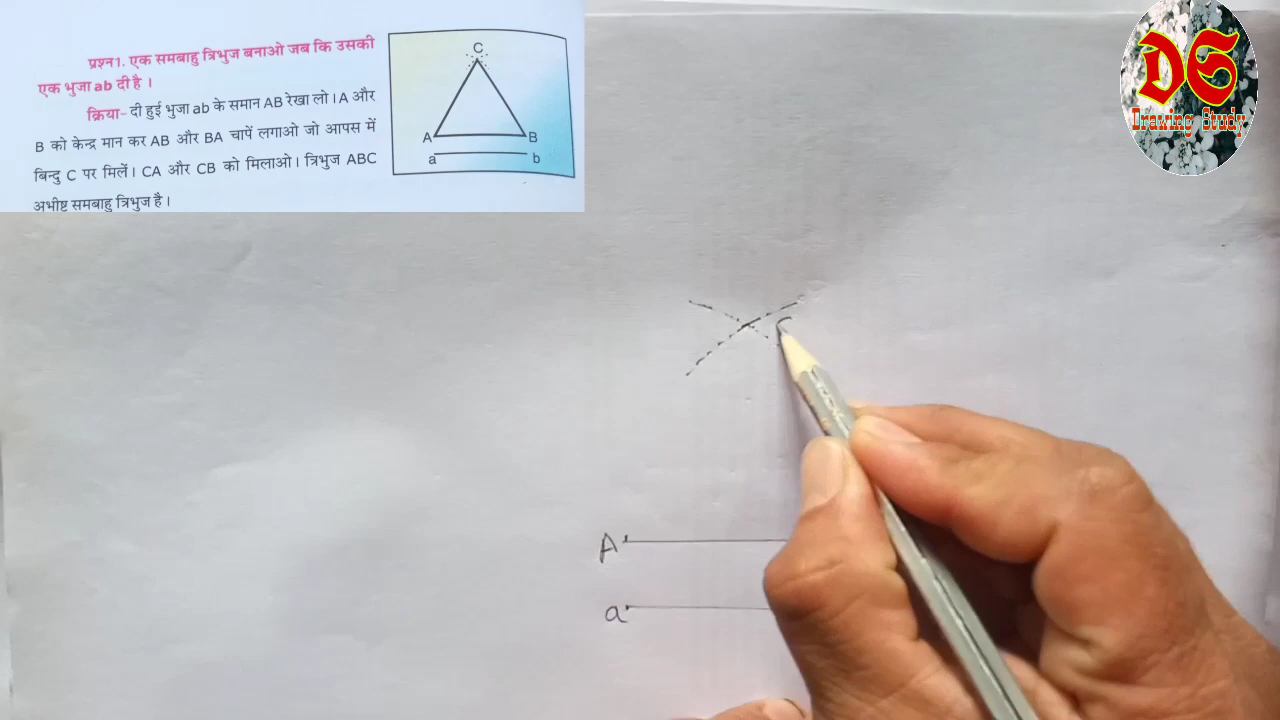 प्रश्न1. एक समबाहु त्रिभुज बनाओ जब कि उसकी
एक भुजा ab दी है ।
क्रिया- दी हुई भुजा ab के समान AB रेखा लो । A और
B को केन्द्र मान कर AB और BA चापें लगाओ जो आपस में
बिन्दु C पर मिलें। CA और CB को मिलाओ। त्रिभुज ABC
अभीष्ट समबाहु त्रिभुज है ।
C
A B
a b
DS
Drawing Study
C
A
a